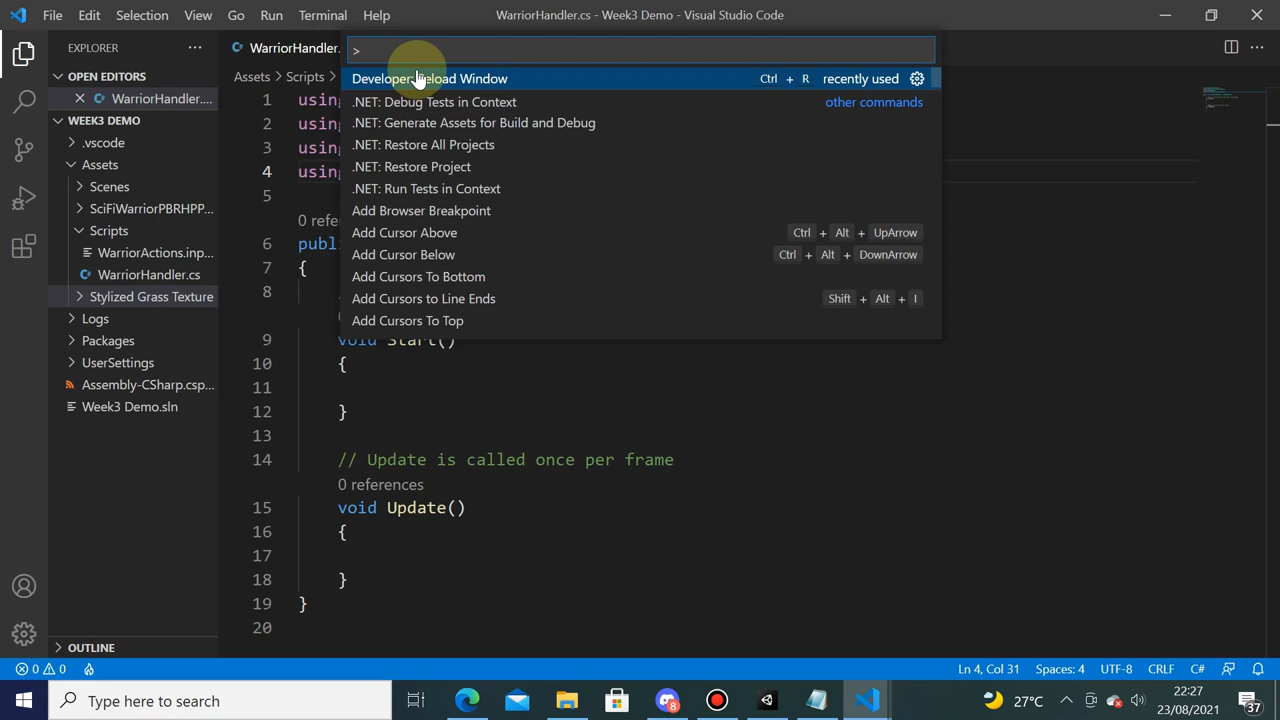 File Edit Selection View Go Run Terminal Help WarriorHandler.cs - Week3 Demo - Visual Studio Code
EXPLORER
OPEN EDITORS
WarriorHandler....
WEEK3 DEMO
.vscode
Assets
Scenes
SciFiWarriorPBRHPP...
Scripts
WarriorActions.inp...
WarriorHandler.cs
Stylized Grass Texture
Logs
Packages
UserSettings
Assembly-CSharp.csp...
Week3 Demo.sln
OUTLINE
WarriorHandler.
Assets > Scripts >
>
Developer: Reload Window Ctrl + R recently used
.NET: Debug Tests in Context other commands
.NET: Generate Assets for Build and Debug
.NET: Restore All Projects
.NET: Restore Project
.NET: Run Tests in Context
Add Browser Breakpoint
Add Cursor Above Ctrl + Alt + UpArrow
Add Cursor Below Ctrl + Alt + DownArrow
Add Cursors To Bottom
Add Cursors to Line Ends Shift + Alt + I
Add Cursors To Top
1 usin
2 usin
3 usin
4 usin
5
0 refe
6 publ
7 {
8
9 void Start()
10 {
11
12 }
13
14 // Update is called once per frame
0 references
15 void Update()
16 {
17
18 }
19 }
20
0 0 Ln 4, Col 31 Spaces: 4 UTF-8 CRLF C#
Type here to search 8 27°C 22:27
23/08/2021 37